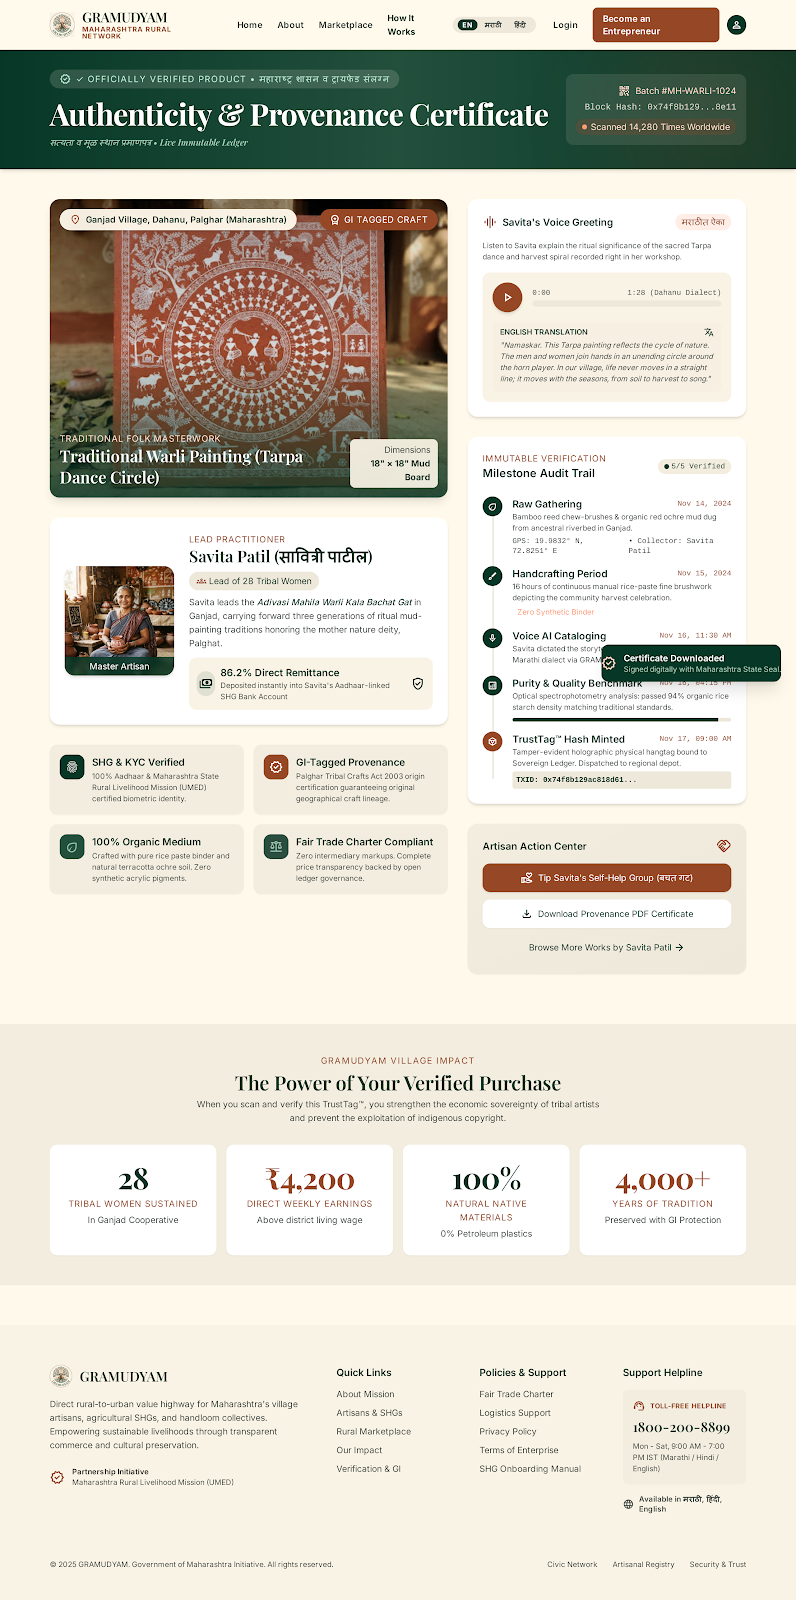 GRAMUDYAM
MAHARASHTRA RURAL
NETWORK
Home
About
Marketplace
How It
Works
EN
मराठी
हिंदी
Login
Become an
Entrepreneur
✓ OFFICIALLY VERIFIED PRODUCT • महाराष्ट्र शासन व ट्रायफेड संलग्न
Authenticity & Provenance Certificate
सत्यता व मूळ स्थान प्रमाणपत्र • Live Immutable Ledger
Batch #MH-WARLI-1024
Block Hash: 0x74f8b129...8e11
Scanned 14,280 Times Worldwide
Ganjad Village, Dahanu, Palghar (Maharashtra)
GI TAGGED CRAFT
TRADITIONAL FOLK MASTERWORK
Traditional Warli Painting (Tarpa
Dance Circle)
Dimensions
18" × 18" Mud
Board
LEAD PRACTITIONER
Savita Patil (सावित्री पाटील)
Lead of 28 Tribal Women
Savita leads the Adivasi Mahila Warli Kala Bachat Gat in
Ganjad, carrying forward three generations of ritual mud-
painting traditions honoring the mother nature deity,
Palghat.
Master Artisan
86.2% Direct Remittance
Deposited instantly into Savita's Aadhaar-linked
SHG Bank Account
SHG & KYC Verified
100% Aadhar & Maharashtra State
Rural Livelihood Mission (UMED)
certified biometric identity.
GI-Tagged Provenance
Palghar Tribal Crafts Act 2003 origin
certification guaranteeing original
geographical craft lineage.
100% Organic Medium
Crafted with pure rice paste binder and
natural terracotta ochre soil. Zero
synthetic acrylic pigments.
Fair Trade Charter Compliant
Zero intermediary markups. Complete
price transparency backed by open
ledger governance.
Savita's Voice Greeting
मराठीत ऐका
Listen to Savita explain the ritual significance of the sacred Tarpa
dance and harvest spiral recorded right in her workshop.
0:00
1:28 (Dahanu Dialect)
ENGLISH TRANSLATION
"Namaskar. This Tarpa painting reflects the cycle of nature.
The men and women join hands in an unending circle around
the horn player. In our village, life never moves in a straight
line; it moves with the seasons, from soil to harvest to song."
IMMUTABLE VERIFICATION
Milestone Audit Trail
5/5 Verified
Raw Gathering
Nov 14, 2024
Bamboo reed chew-brushes & organic red ochre mud dug
from ancestral riverbed in Ganjad.
GPS: 19.9832° N,
72.8251° E
• Collector: Savita
Patil
Handcrafting Period
Nov 15, 2024
16 hours of continuous manual rice-paste fine brushwork
depicting the community harvest celebration.
Zero Synthetic Binder
Voice AI Cataloging
Nov 16, 11:30 AM
Savita dictated the storyt
Marathi dialect via GRAM
Certificate Downloaded
Signed digitally with Maharashtra State Seal.
Purity & Quality Benchmark
Nov 16, 04:15 PM
Optical spectrophotometry analysis: passed 94% organic rice
starch density matching traditional standards.
TrustTag™ Hash Minted
Nov 17, 09:00 AM
Tamper-evident holographic physical hangtag bound to
Sovereign Ledger. Dispatched to regional depot.
TXID: 0x74f8b129ac818d61...
Artisan Action Center
Tip Savita's Self-Help Group (बचत गट)
Download Provenance PDF Certificate
Browse More Works by Savita Patil →
GRAMUDYAM VILLAGE IMPACT
The Power of Your Verified Purchase
When you scan and verify this TrustTag™, you strengthen the economic sovereignty of tribal artists
and prevent the exploitation of indigenous copyright.
28
TRIBAL WOMEN SUSTAINED
In Ganjad Cooperative
₹4,200
DIRECT WEEKLY EARNINGS
Above district living wage
100%
NATURAL NATIVE
MATERIALS
0% Petroleum plastics
4,000+
YEARS OF TRADITION
Preserved with GI Protection
GRAMUDYAM
Direct rural-to-urban value highway for Maharashtra's village
artisans, agricultural SHGs, and handloom collectives.
Empowering sustainable livelihoods through transparent
commerce and cultural preservation.
Partnership Initiative
Maharashtra Rural Livelihood Mission (UMED)
Quick Links
About Mission
Artisans & SHGs
Rural Marketplace
Our Impact
Verification & GI
Policies & Support
Fair Trade Charter
Logistics Support
Privacy Policy
Terms of Enterprise
SHG Onboarding Manual
Support Helpline
TOLL-FREE HELPLINE
1800-200-8899
Mon - Sat, 9:00 AM - 7:00
PM IST (Marathi / Hindi /
English)
Available in मराठी, हिंदी,
English
© 2025 GRAMUDYAM. Government of Maharashtra Initiative. All rights reserved.
Civic Network
Artisanal Registry
Security & Trust